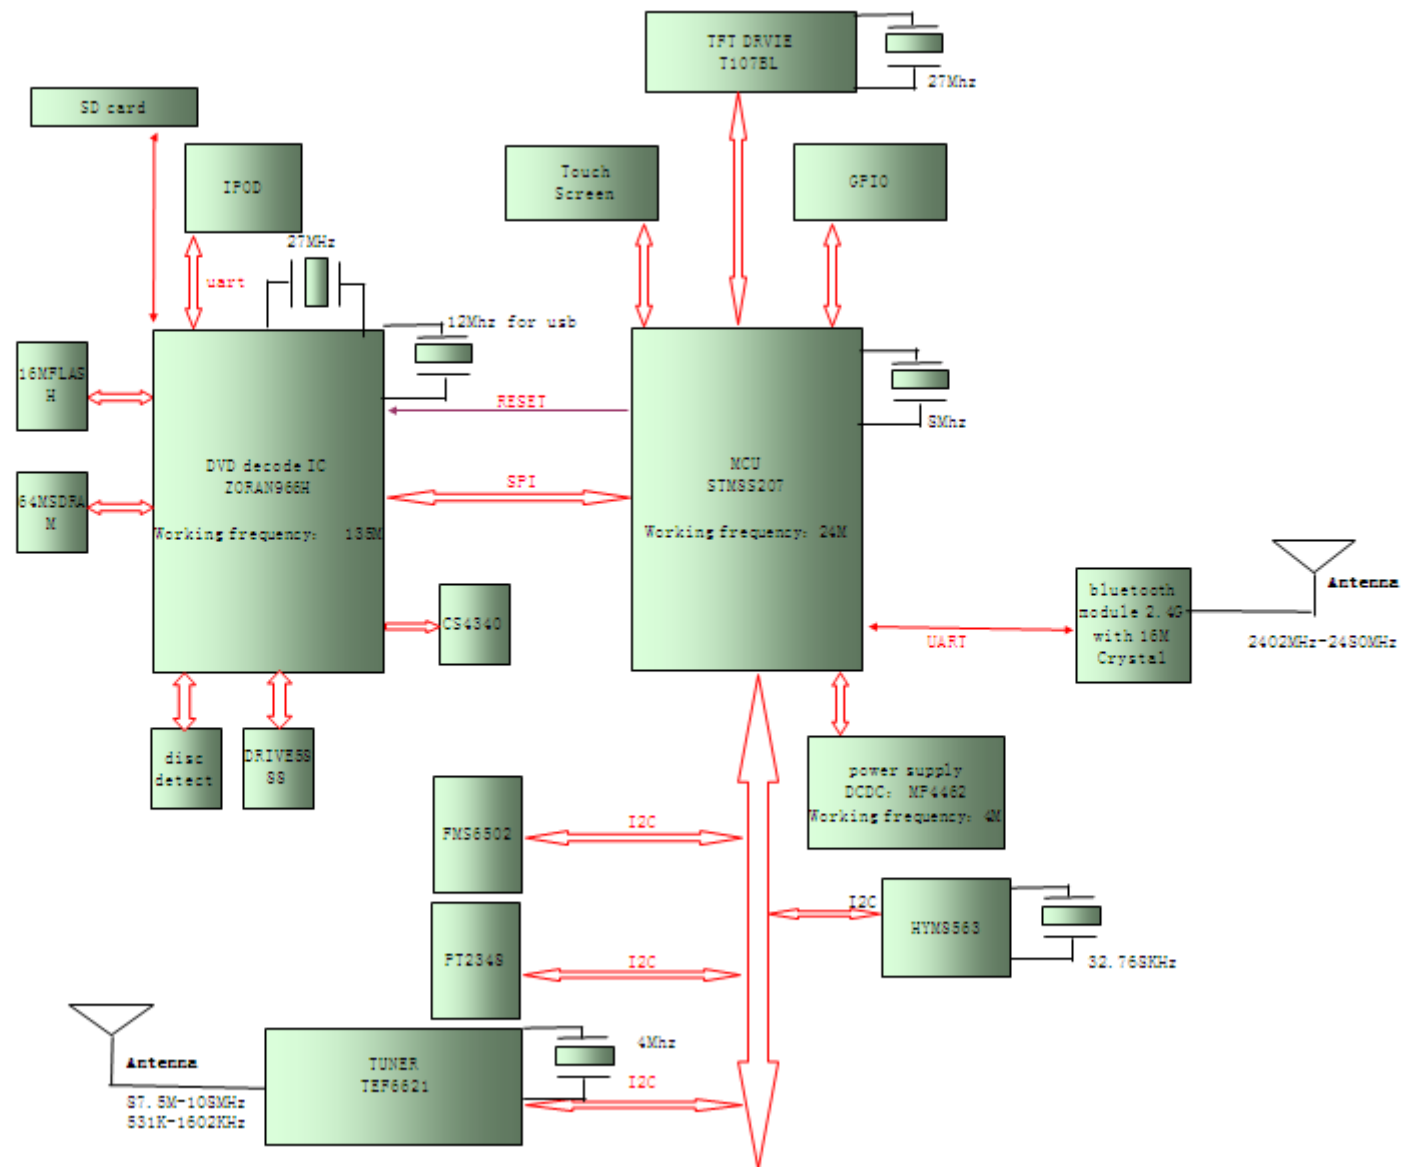 TFT DRVIE
T107BL
27Mhz
SD card
IPOD
Touch
Screen
GPIO
27MHz
uart
12Mhz for usb
16MFLAS
H
RESET
8Mhz
DVD decode IC
ZORAN966H
Working frequency: 135M
SPI
MCU
STM8S207
Working frequency: 24M
64MSDRA
M
bluetooth
module 2.4G
with 16M
Crystal
Antenna
2402MHz-2480MHz
CS4340
UART
disc
detect
DRIVE59
88
power supply
DCDC: MP4462
Working frequency: 4M
FMS6502
I2C
I2C
HYM8563
32.768KHz
PT2348
I2C
Antenna
87.5M-108MHz
531K-1602KHz
TUNER
TEF6621
4Mhz
I2C